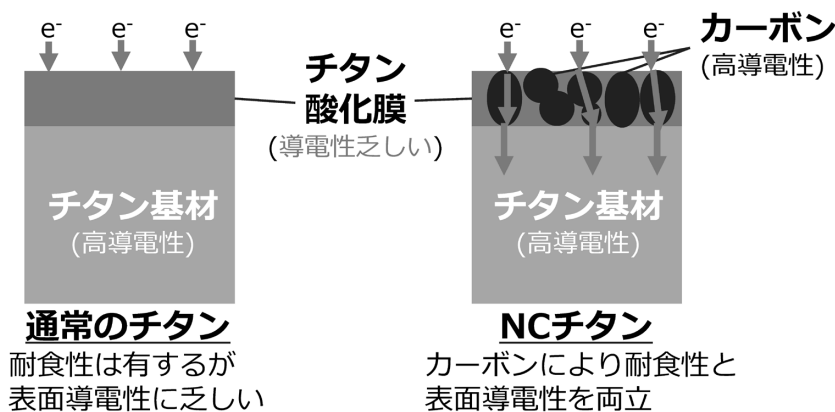 e⁻ e⁻ e⁻
チタン
酸化膜
(導電性乏しい)
e⁻ e⁻ e⁻
カーボン
(高導電性)
チタン基材
(高導電性)
チタン基材
(高導電性)
通常のチタン
耐食性は有するが
表面導電性に乏しい
NCチタン
カーボンにより耐食性と
表面導電性を両立